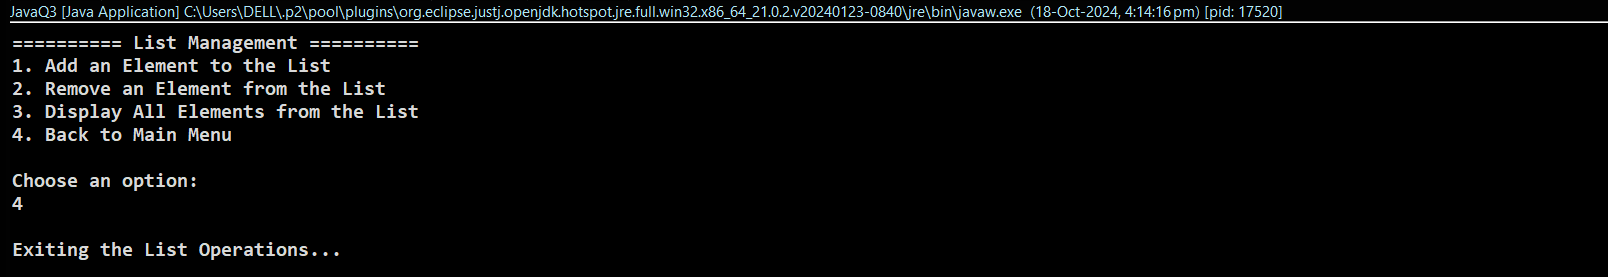 JavaQ3 [Java Application] C:\Users\DELL\.p2\pool\plugins\org.eclipse.justj.openjdk.hotspot.jre.full.win32.x86_64_21.0.2.v20240123-0840\jre\bin\javaw.exe (18-Oct-2024, 4:14:16 pm) [pid: 17520]
========== List Management ==========
1. Add an Element to the List
2. Remove an Element from the List
3. Display All Elements from the List
4. Back to Main Menu
Choose an option:
4
Exiting the List Operations...